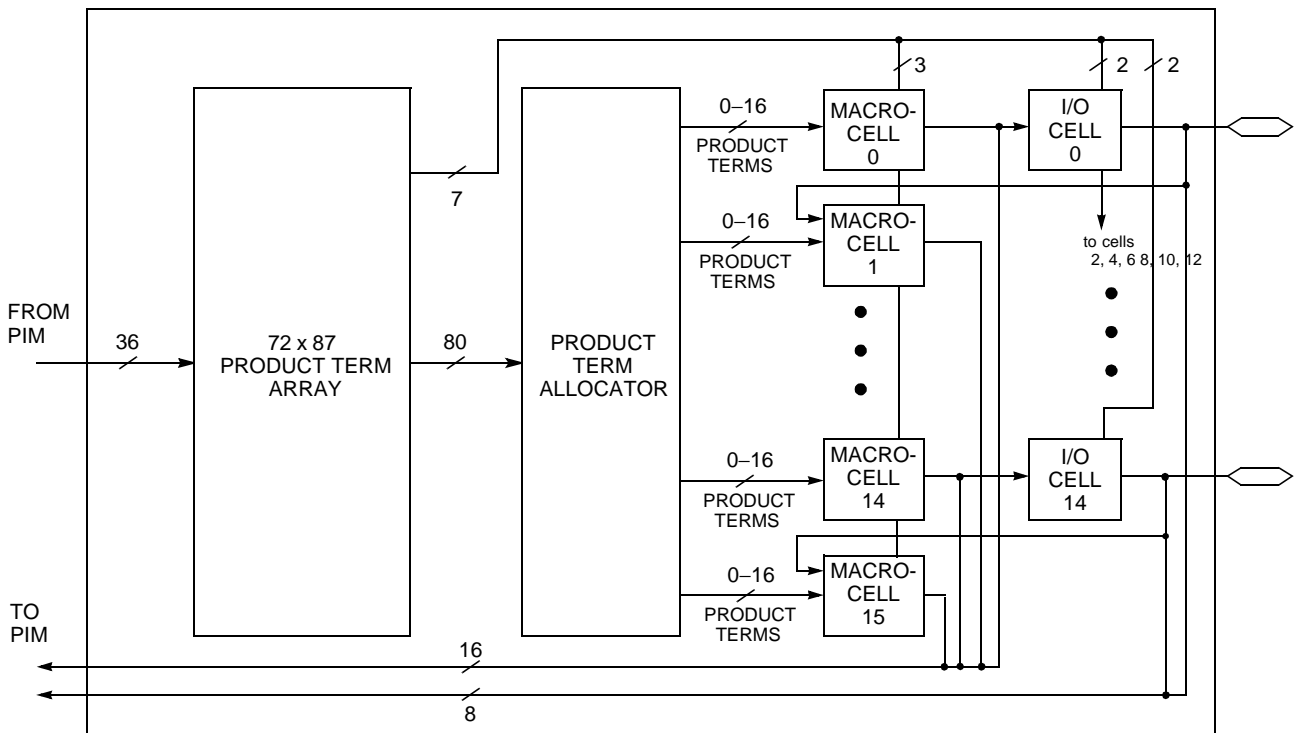 3
2
2
0–16
PRODUCT
TERMS
MACRO-
CELL
0
I/O
CELL
0
7
0–16
PRODUCT
TERMS
MACRO-
CELL
1
to cells
2, 4, 6 8, 10, 12
FROM
PIM
36
72 x 87
PRODUCT TERM
ARRAY
80
PRODUCT
TERM
ALLOCATOR
0–16
PRODUCT
TERMS
MACRO-
CELL
14
I/O
CELL
14
0–16
PRODUCT
TERMS
MACRO-
CELL
15
TO
PIM
16
8